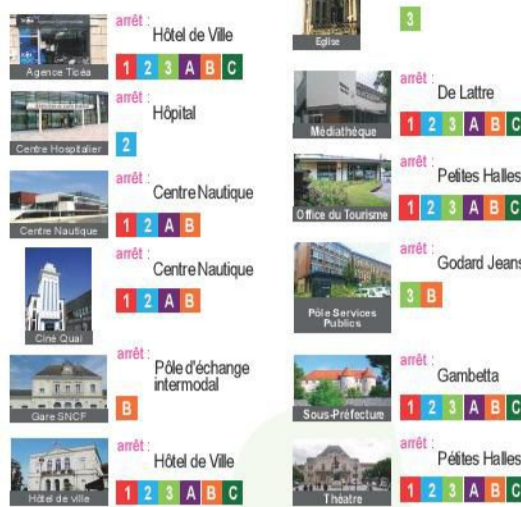 arrêt :
Hôtel de Ville
Agence Ticéa
1 2 3 A B C
arrêt :
Hôpital
Centre Hospitalier
2
arrêt :
Centre Nautique
Centre Nautique
1 2 A B
arrêt :
Centre Nautique
1 2 A B
Ciné Quai
arrêt :
Pôle d'échange
intermodal
Gare SNCF
B
arrêt :
Hôtel de Ville
Hôtel de ville
1 2 3 A B C
3
Eglise
arrêt :
De Lattre
Médiathéque
1 2 3 A B C
arrêt :
Petites Halles
Office du Tourisme
1 2 3 A B C
arrêt :
Godard Jeans
3 B
Pôle Services
Publics
arrêt :
Gambetta
Sous-Préfecture
1 2 3 A B C
arrêt :
Pétites Halles
Théatre
1 2 3 A B C